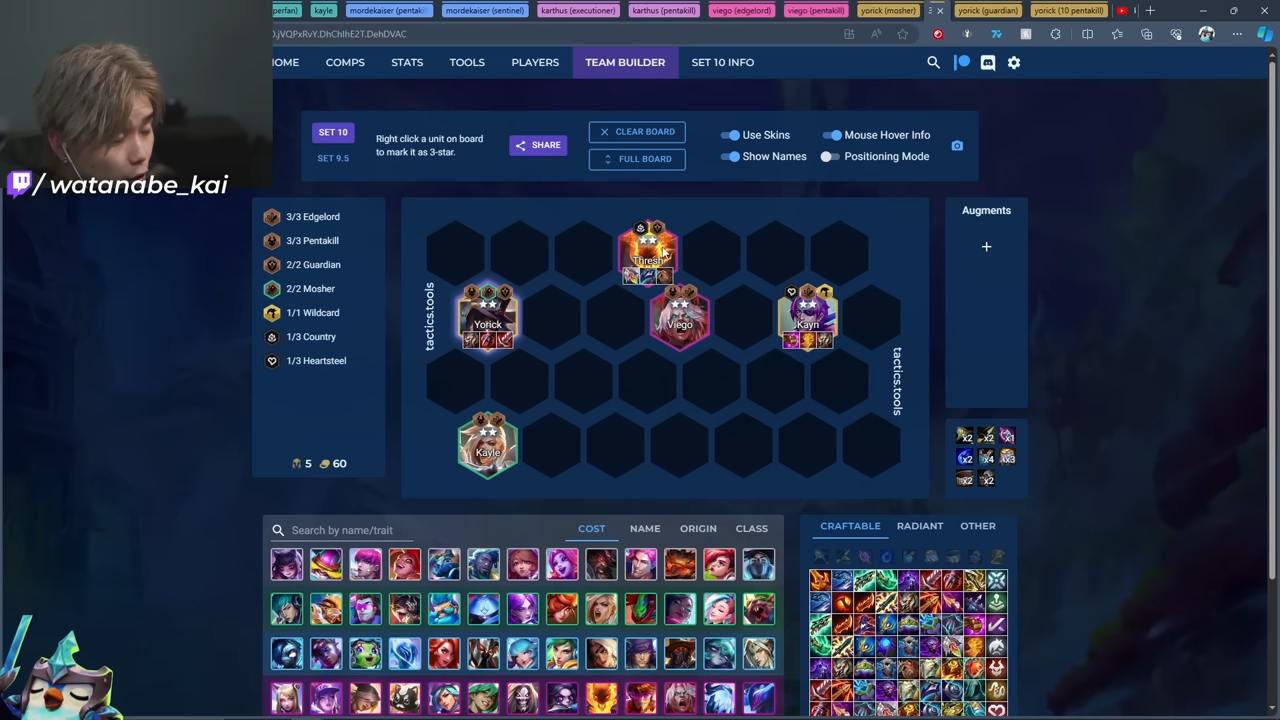 perfan)
kayle
mordekaiser (pentakil
mordekaiser (sentinel)
karthus (executioner)
karthus (pentakill)
viego (edgelord)
viego (pentakill)
yorick (mosher)
yorick (guardian)
yorick (10 pentakill)
D.jVQPxRvY.DhChIhE2T.DehDVAC
OME
COMPS
STATS
TOOLS
PLAYERS
TEAM BUILDER
SET 10 INFO
/watanabe_kai
SET 10
SET 9.5
Right click a unit on board
to mark it as 3-star.
SHARE
CLEAR BOARD
FULL BOARD
Use Skins
Mouse Hover Info
Show Names
Positioning Mode
3/3 Edgelord
3/3 Pentakill
2/2 Guardian
2/2 Mosher
1/1 Wildcard
1/3 Country
1/3 Heartsteel
5
60
tactics.tools
Thresh
Yorick
Viego
Kayn
Kayle
tactics.tools
Augments
+
x2
x2
x1
x2
x4
x3
x2
x2
Search by name/trait
COST
NAME
ORIGIN
CLASS
CRAFTABLE
RADIANT
OTHER